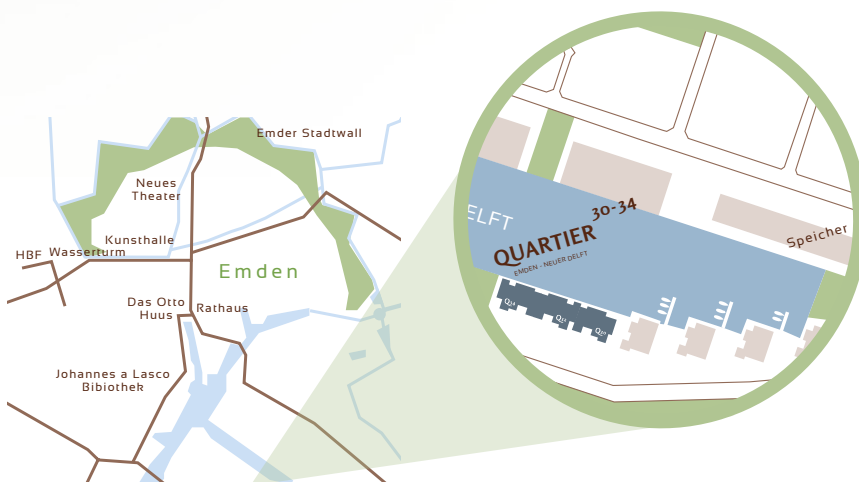 Emder Stadtwall
Neues
Theater
Kunsthalle
HBF
Wasserturm
Emden
Das Otto
Huus
Rathaus
Johannes a Lasco
Bibiothek
ELFT
QUARTIER
30-34
EMDEN - NEUER DELFT
Speicher